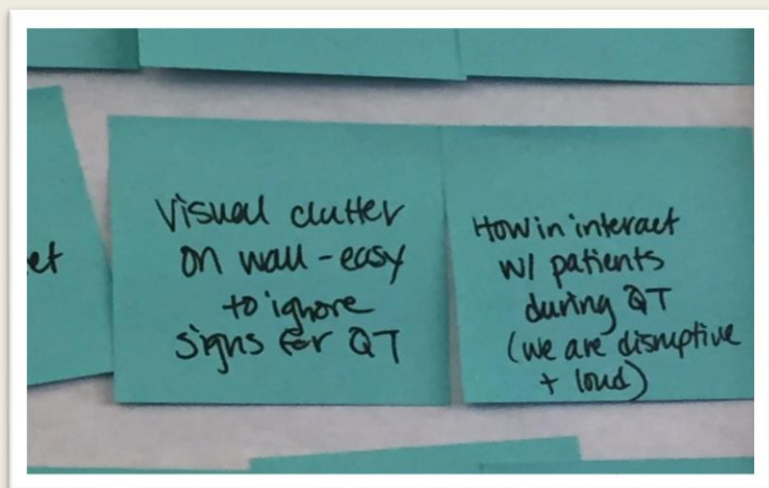 et
Visual clutter
on wall - easy
to ignore
signs for QT
How in interact
w/ patients
during QT
(we are disruptive
+ loud)